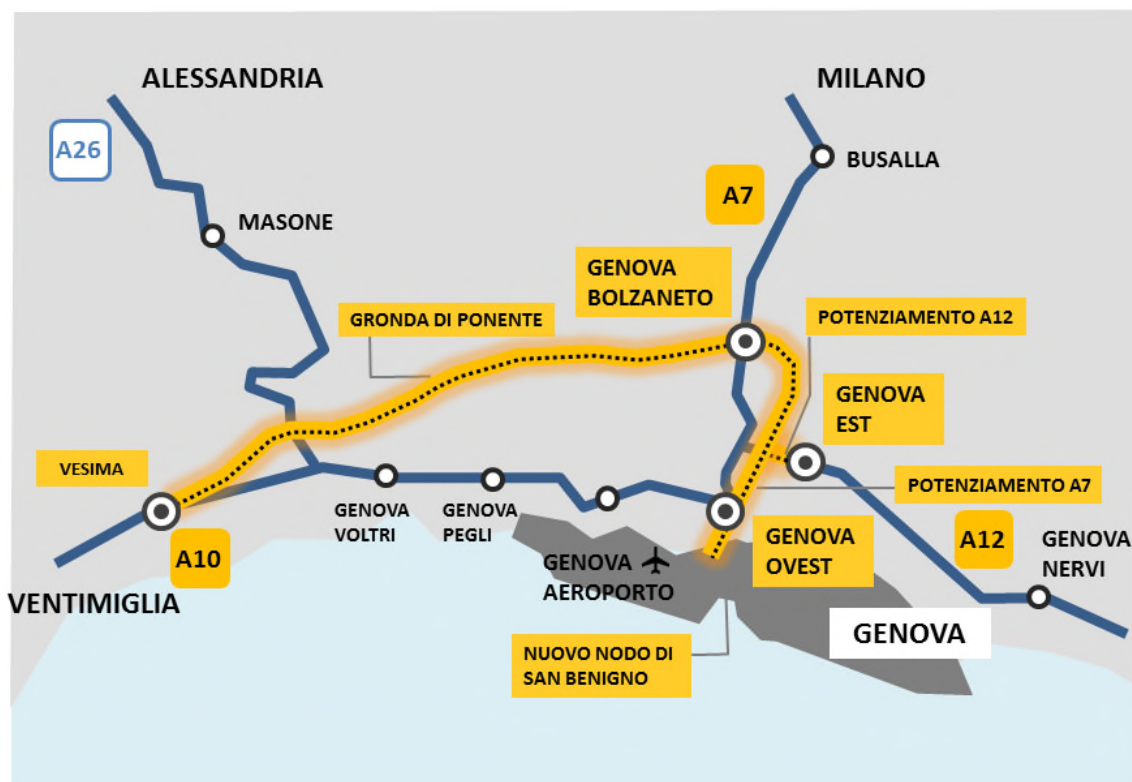 ALESSANDRIA
MILANO
A26
BUSALLA
A7
MASONE
GENOVA
BOLZANETO
GRONDA DI PONENTE
POTENZIAMENTO A12
GENOVA
EST
VESIMA
POTENZIAMENTO A7
GENOVA
VOLTRI
GENOVA
PEGLI
A10
GENOVA
AEROPORTO
GENOVA
OVEST
A12
GENOVA
NERVI
VENTIMIGLIA
GENOVA
NUOVO NODO DI
SAN BENIGNO